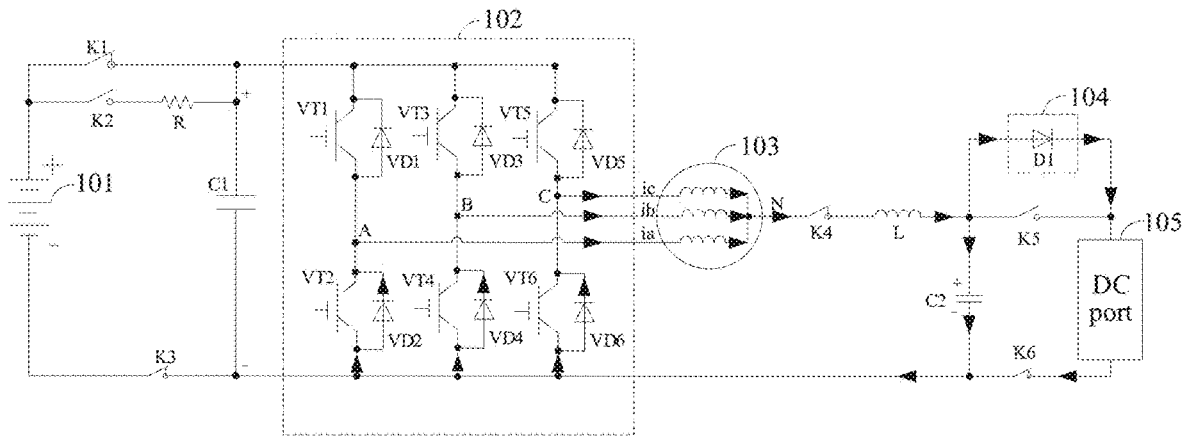 102
K1
K2
R
+
C1
-
+
101
-
K3
VT1
VD1
VT3
VD3
VT5
VD5
A
B
C
VT2
VD2
VT4
VD4
VT6
VD6
ic
ib
ia
103
N
K4
L
104
D1
K5
105
DC
port
+
C2
-
K6